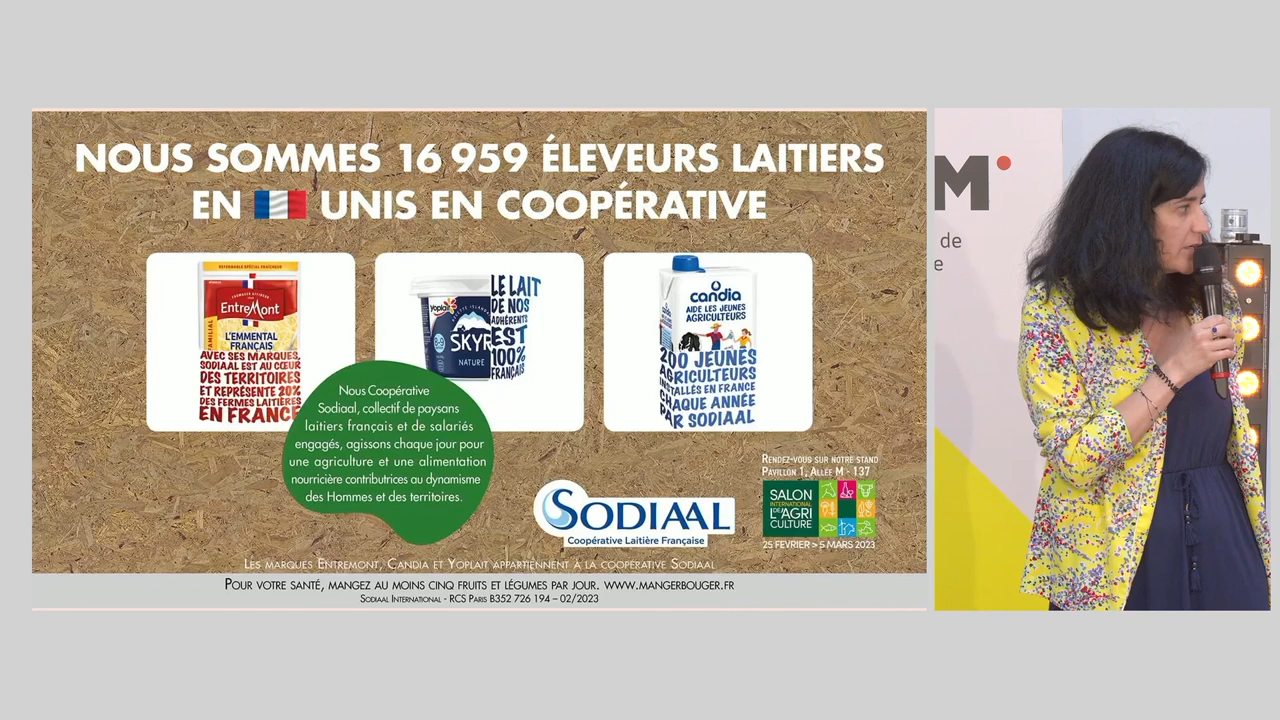 NOUS SOMMES 16 959 ÉLEVEURS LAITIERS
EN UNIS EN COOPÉRATIVE
REFERMABLE SPÉCIAL FRAÎCHEUR
ENTREMONT
FAMILIAL
L'EMMENTAL
FRANÇAIS
AVEC SES MARQUES,
SODIAAL EST AU CŒUR
DES TERRITOIRES
ET REPRÉSENTE 20%
DES FERMES LAITIÈRES
EN FRANCE
Yoplait
SKYR
NATURE
LE LAIT
DE NOS
ADHÉRENTS
EST
100%
FRANÇAIS
candia
AIDE LES JEUNES
AGRICULTEURS
200 JEUNES
AGRICULTEURS
INSTALLÉS EN FRANCE
CHAQUE ANNÉE
PAR SODIAAL
Nous Coopérative
Sodiaal, collectif de paysans
laitiers français et de salariés
engagés, agissons chaque jour pour
une agriculture et une alimentation
nourricière contributrices au dynamisme
des Hommes et des territoires.
SODIAAL
Coopérative Laitière Française
RENDEZ-VOUS SUR NOTRE STAND
PAVILLON 1, ALLÉE M - 137
SALON
INTERNATIONAL
DE L'AGRI
CULTURE
25 FÉVRIER > 5 MARS 2023
LES MARQUES ENTREMONT, CANDIA ET YOPLAIT APPARTIENNENT À LA COOPÉRATIVE SODIAAL
POUR VOTRE SANTÉ, MANGEZ AU MOINS CINQ FRUITS ET LÉGUMES PAR JOUR. WWW.MANGERBOUGER.FR
SODIAAL INTERNATIONAL - RCS PARIS B352 726 194 – 02/2023
M
de
e